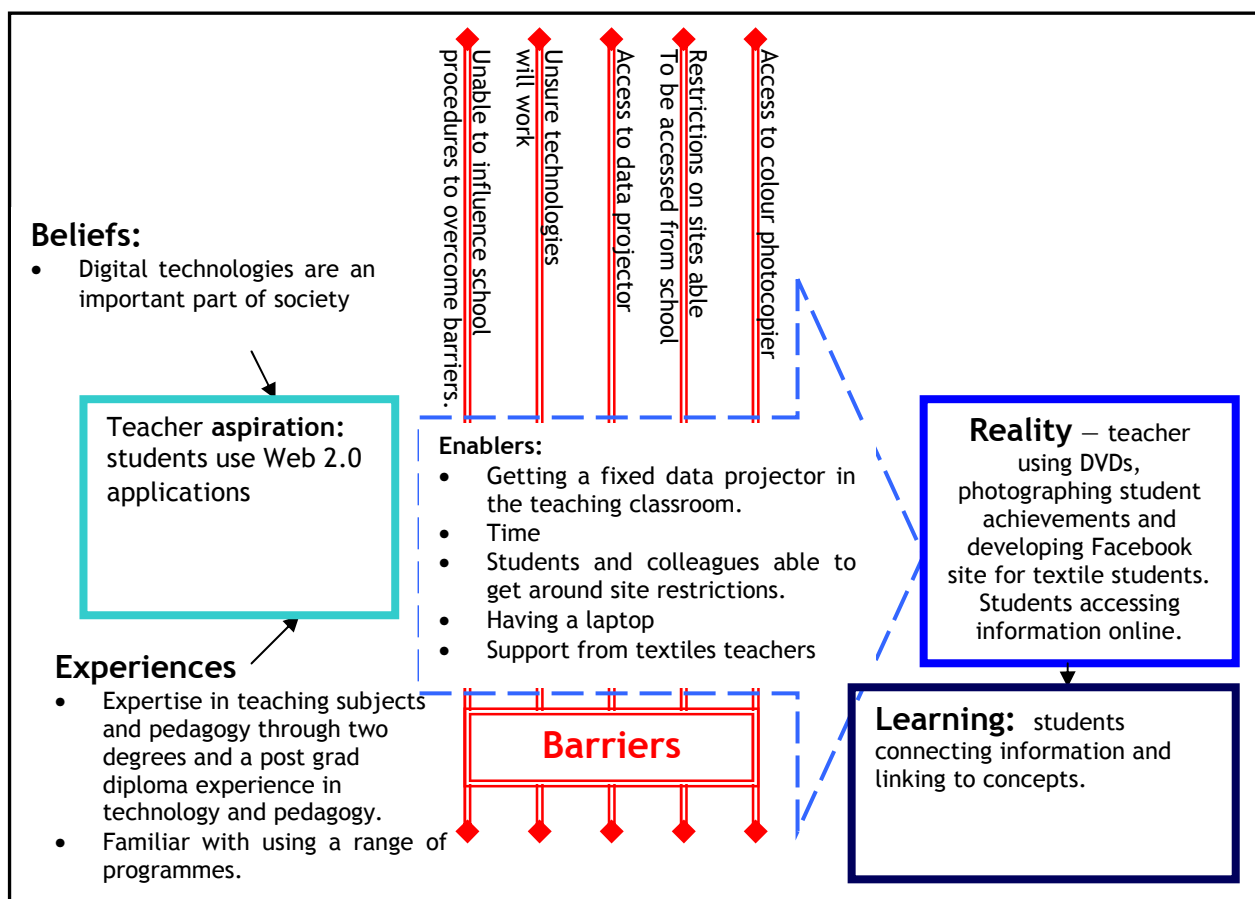 Unable to influence school
procedures to overcome barriers.
Unsure technologies
will work
Access to data projector
Restrictions on sites able
To be accessed from school
Access to colour photocopier
Beliefs:
• Digital technologies are an
important part of society
Teacher aspiration:
students use Web 2.0
applications
Experiences
• Expertise in teaching subjects
and pedagogy through two
degrees and a post grad
diploma experience in
technology and pedagogy.
• Familiar with using a range of
programmes.
Enablers:
• Getting a fixed data projector in
the teaching classroom.
• Time
• Students and colleagues able to
get around site restrictions.
• Having a laptop
• Support from textiles teachers
Barriers
Reality – teacher
using DVDs,
photographing student
achievements and
developing Facebook
site for textile students.
Students accessing
information online.
Learning: students
connecting information and
linking to concepts.